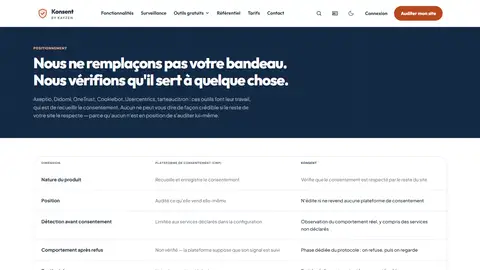 Konsent
BY KAYZEN
Fonctionnalités
Surveillance
Outils gratuits
Référentiel
Tarifs
Contact
Connexion
Auditer mon site
POSITIONNEMENT
Nous ne remplaçons pas votre bandeau.
Nous vérifions qu'il sert à quelque chose.
Axeptio, Didomi, OneTrust, Cookiebot, Usercentrics, tarteaucitron : ces outils font leur travail,
qui est de recueillir le consentement. Aucun ne peut vous dire de façon crédible si le reste de
votre site la respecte — parce qu'aucun n'est en position de s'auditer lui-même.
DIMENSION
PLATEFORME DE CONSENTEMENT (CMP)
KONSENT
Nature du produit
Recueille et enregistre le consentement
Vérifie que le consentement est respecté par le reste du site
Position
Audite ce qu'elle vend elle-même
N'édite ni ne revend aucune plateforme de consentement
Détection avant consentement
Limitée aux services déclarés dans la configuration
Observation du comportement réel, y compris des services
non déclarés
Comportement après refus
Non vérifié — la plateforme suppose que son signal est suivi
Phase dédiée du protocole : on refuse, puis on regarde